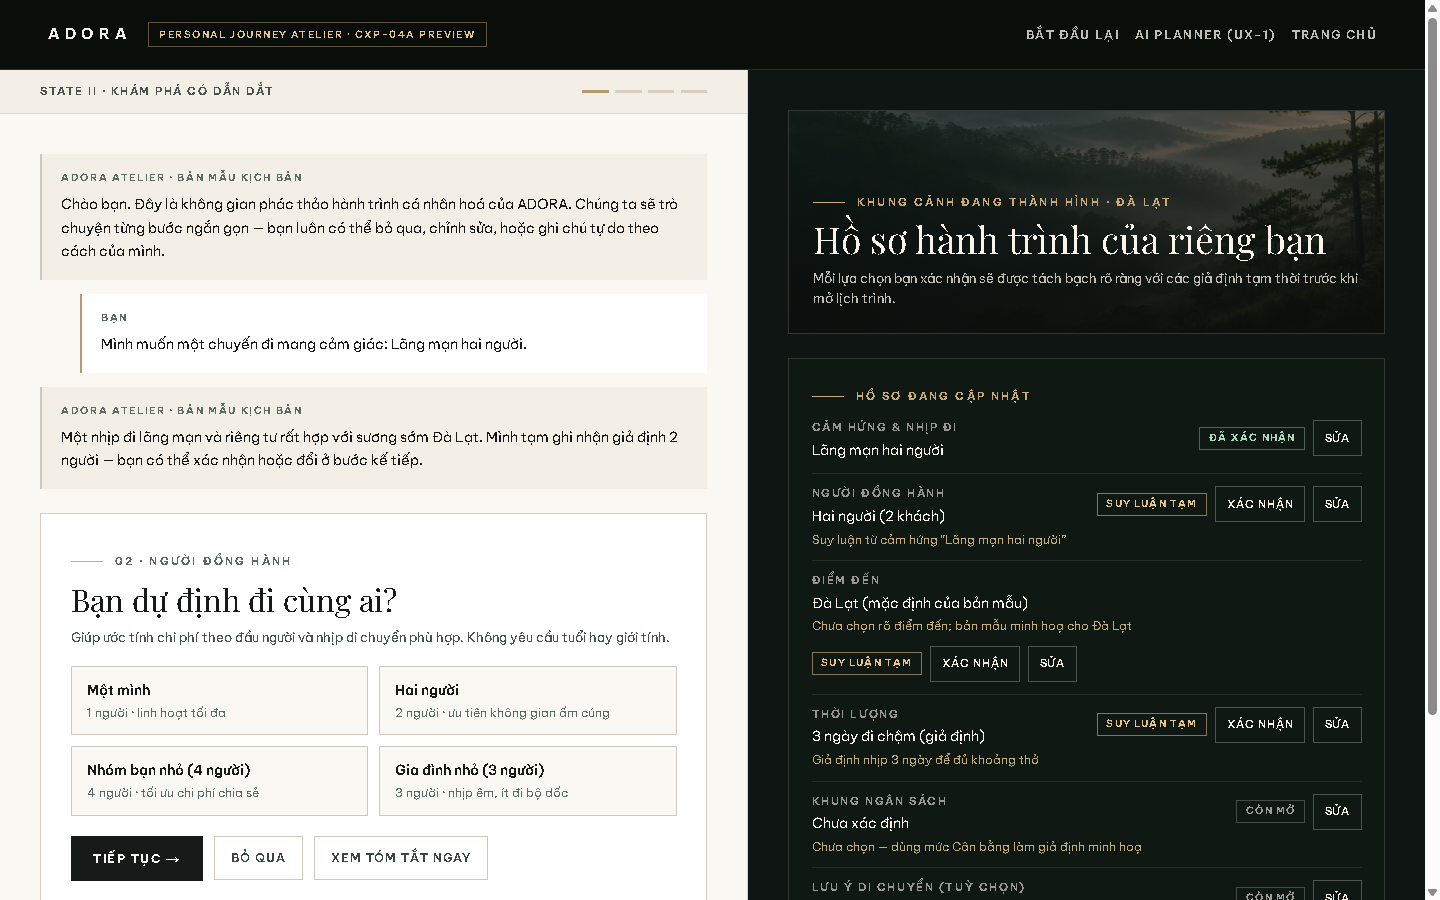 ADORA
PERSONAL JOURNEY ATELIER · CXP-04A PREVIEW
BẮT ĐẦU LẠI
AI PLANNER (UX-1)
TRANG CHỦ
STATE II · KHÁM PHÁ CÓ DẪN DẮT
ADORA ATELIER · BẢN MẪU KỊCH BẢN
Chào bạn. Đây là không gian phác thảo hành trình cá nhân hoá của ADORA. Chúng ta sẽ trò
chuyện từng bước ngắn gọn — bạn luôn có thể bỏ qua, chỉnh sửa, hoặc ghi chú tự do theo
cách của mình.
BẠN
Mình muốn một chuyến đi mang cảm giác: Lãng mạn hai người.
ADORA ATELIER · BẢN MẪU KỊCH BẢN
Một nhịp đi lãng mạn và riêng tư rất hợp với sương sớm Đà Lạt. Mình tạm ghi nhận giả định 2
người — bạn có thể xác nhận hoặc đổi ở bước kế tiếp.
02 · NGƯỜI ĐỒNG HÀNH
Bạn dự định đi cùng ai?
Giúp ước tính chi phí theo đầu người và nhịp di chuyển phù hợp. Không yêu cầu tuổi hay giới tính.
Một mình
1 người · linh hoạt tối đa
Hai người
2 người · ưu tiên không gian ấm cúng
Nhóm bạn nhỏ (4 người)
4 người · tối ưu chi phí chia sẻ
Gia đình nhỏ (3 người)
3 người · nhịp êm, ít đi bộ dốc
TIẾP TỤC →
BỎ QUA
XEM TÓM TẮT NGAY
KHUNG CẢNH ĐANG THÀNH HÌNH · ĐÀ LẠT
Hồ sơ hành trình của riêng bạn
Mỗi lựa chọn bạn xác nhận sẽ được tách bạch rõ ràng với các giả định tạm thời trước khi
mở lịch trình.
HỒ SƠ ĐANG CẬP NHẬT
CẢM HỨNG & NHỊP ĐI
Lãng mạn hai người
ĐÃ XÁC NHẬN
SỬA
NGƯỜI ĐỒNG HÀNH
Hai người (2 khách)
Suy luận từ cảm hứng "Lãng mạn hai người"
SUY LUẬN TẠM
XÁC NHẬN
SỬA
ĐIỂM ĐẾN
Đà Lạt (mặc định của bản mẫu)
Chưa chọn rõ điểm đến; bản mẫu minh hoạ cho Đà Lạt
SUY LUẬN TẠM
XÁC NHẬN
SỬA
THỜI LƯỢNG
3 ngày đi chậm (giả định)
Giả định nhịp 3 ngày để đủ khoảng thở
SUY LUẬN TẠM
XÁC NHẬN
SỬA
KHUNG NGÂN SÁCH
Chưa xác định
Chưa chọn — dùng mức Cân bằng làm giả định minh hoạ
CÒN MỞ
SỬA
LƯU Ý DI CHUYỂN (TUỲ CHỌN)
CÒN MỞ
SỬA